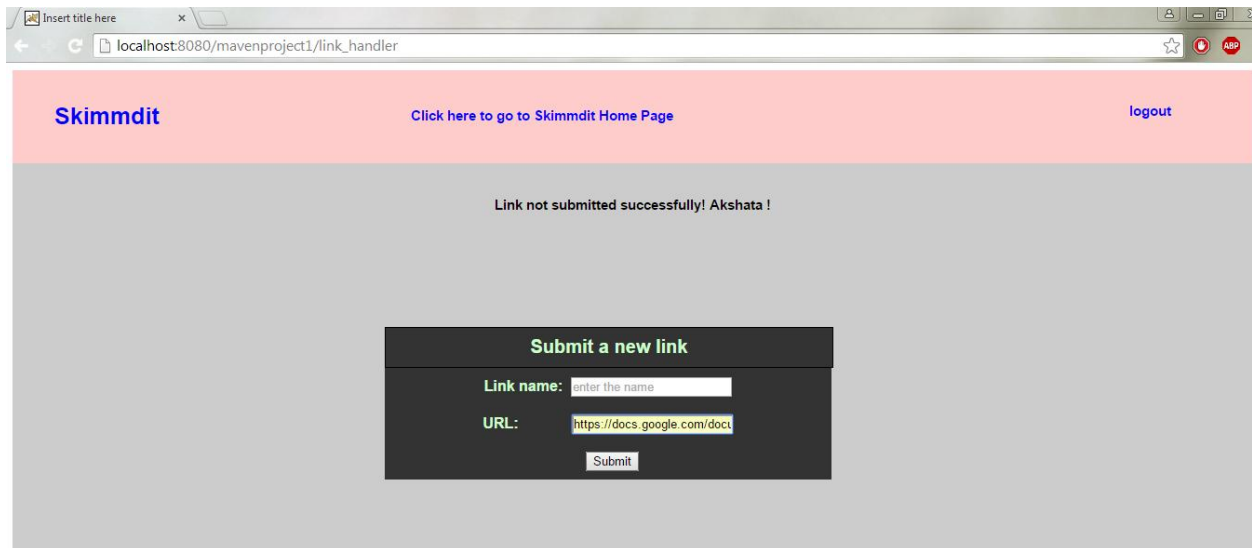 Insert title here
localhost:8080/mavenproject1/link_handler
ABP
Skimmdit
Click here to go to Skimmdit Home Page
logout
Link not submitted successfully! Akshata !
Submit a new link
Link name: enter the name
URL: https://docs.google.com/docu
Submit